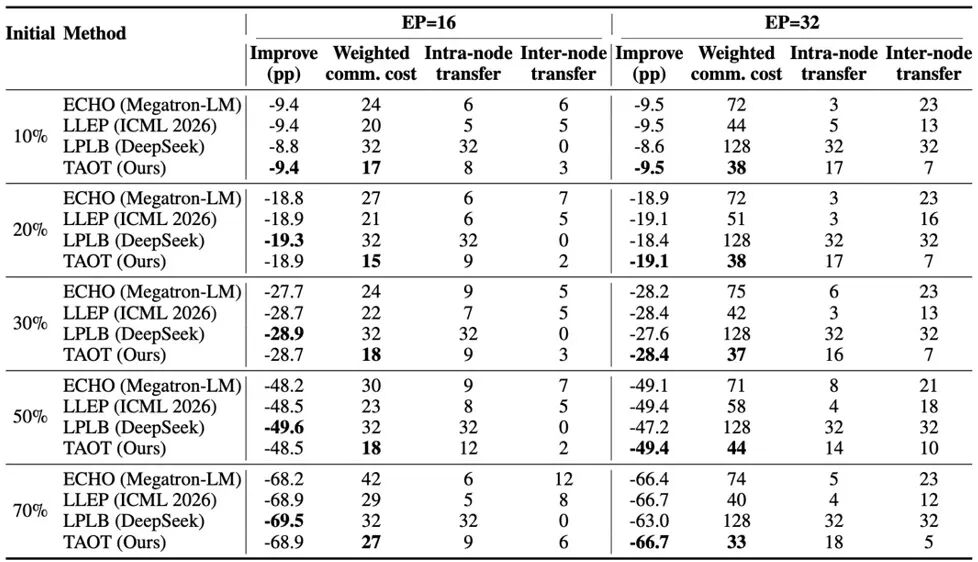 EP=16 EP=32
Initial Method
Improve Weighted Intra-node Inter-node Improve Weighted Intra-node Inter-node
(pp) comm. cost transfer transfer (pp) comm. cost transfer transfer
10%
ECHO (Megatron-LM) -9.4 24 6 6 -9.5 72 3 23
LLEP (ICML 2026) -9.4 20 5 5 -9.5 44 5 13
LPLB (DeepSeek) -8.8 32 32 0 -8.6 128 32 32
TAOT (Ours) -9.4 17 8 3 -9.5 38 17 7
20%
ECHO (Megatron-LM) -18.8 27 6 7 -18.9 72 3 23
LLEP (ICML 2026) -18.9 21 6 5 -19.1 51 3 16
LPLB (DeepSeek) -19.3 32 32 0 -18.4 128 32 32
TAOT (Ours) -18.9 15 9 2 -19.1 38 17 7
30%
ECHO (Megatron-LM) -27.7 24 9 5 -28.2 75 6 23
LLEP (ICML 2026) -28.7 22 7 5 -28.4 42 3 13
LPLB (DeepSeek) -28.9 32 32 0 -27.6 128 32 32
TAOT (Ours) -28.7 18 9 3 -28.4 37 16 7
50%
ECHO (Megatron-LM) -48.2 30 9 7 -49.1 71 8 21
LLEP (ICML 2026) -48.5 23 8 5 -49.4 58 4 18
LPLB (DeepSeek) -49.6 32 32 0 -47.2 128 32 32
TAOT (Ours) -48.5 18 12 2 -49.4 44 14 10
70%
ECHO (Megatron-LM) -68.2 42 6 12 -66.4 74 5 23
LLEP (ICML 2026) -68.9 29 5 8 -66.7 40 4 12
LPLB (DeepSeek) -69.5 32 32 0 -63.0 128 32 32
TAOT (Ours) -68.9 27 9 6 -66.7 33 18 5